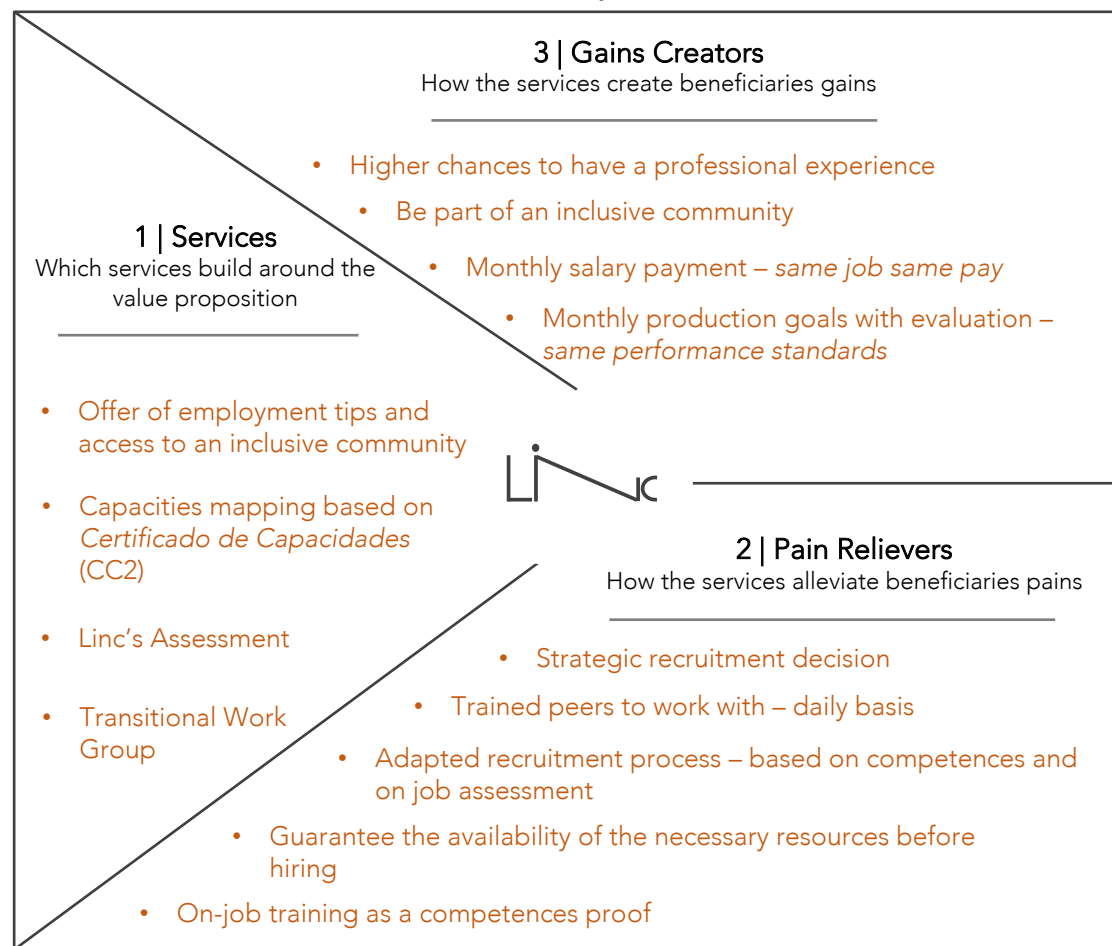 3 | Gains Creators
How the services create beneficiaries gains
• Higher chances to have a professional experience
• Be part of an inclusive community
• Monthly salary payment – same job same pay
• Monthly production goals with evaluation –
same performance standards
1 | Services
Which services build around the
value proposition
• Offer of employment tips and
access to an inclusive community
• Capacities mapping based on
Certificado de Capacidades
(CC2)
• Linc's Assessment
• Transitional Work
Group
Linc
2 | Pain Relievers
How the services alleviate beneficiaries pains
• Strategic recruitment decision
• Trained peers to work with – daily basis
• Adapted recruitment process – based on competences and
on job assessment
• Guarantee the availability of the necessary resources before
hiring
• On-job training as a competences proof